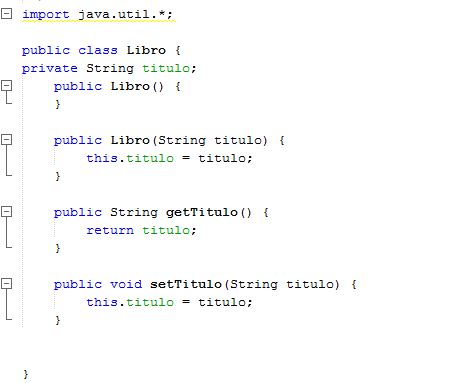 import java.util.*;
public class Libro {
private String titulo;
public Libro() {
}
public Libro(String titulo) {
this.titulo = titulo;
}
public String getTitulo() {
return titulo;
}
public void setTitulo(String titulo) {
this.titulo = titulo;
}
}